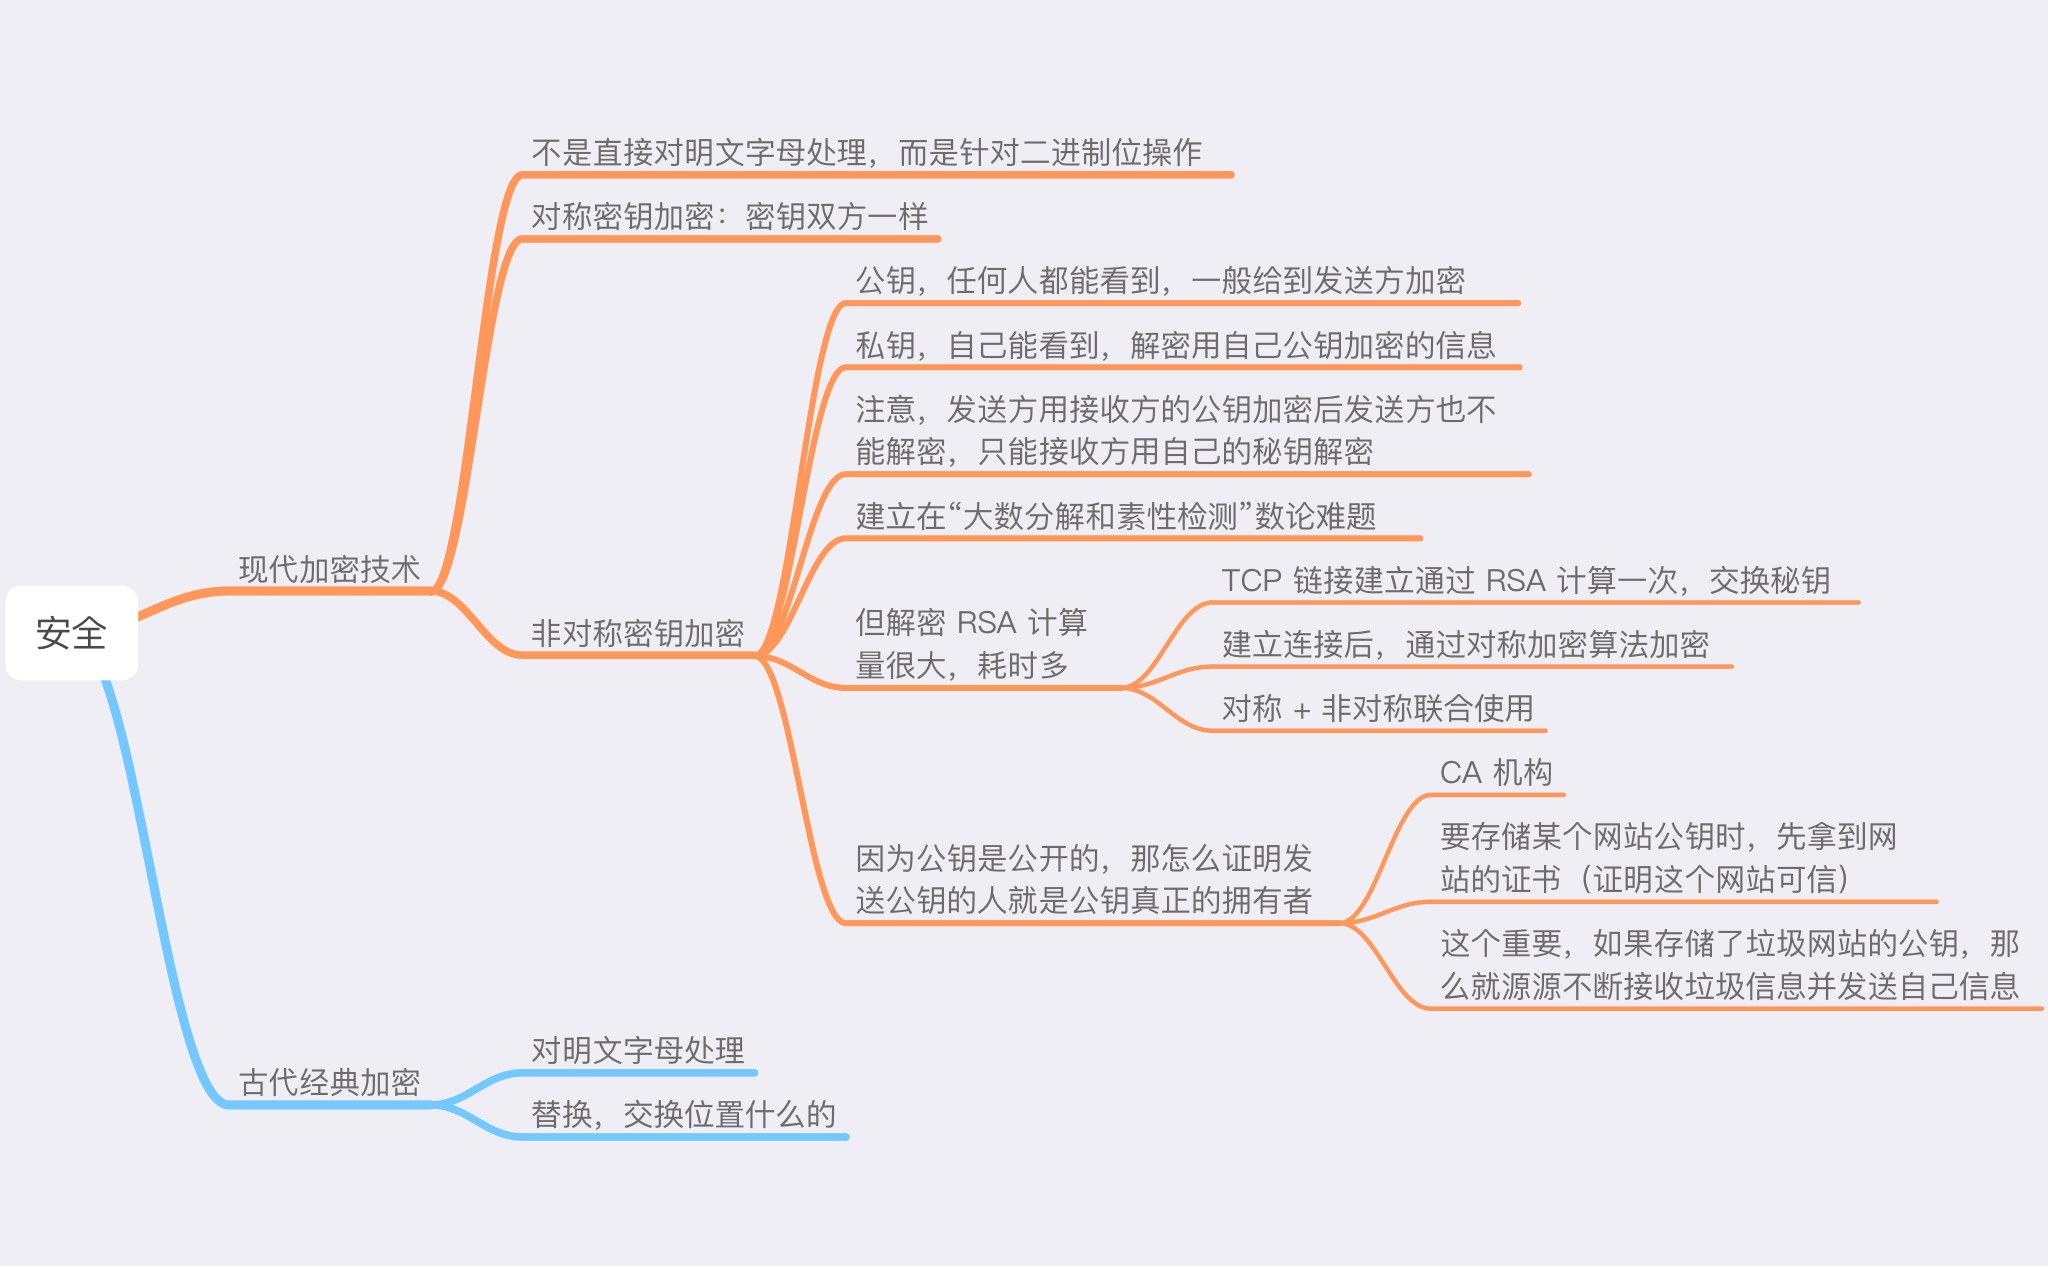 不是直接对明文字母处理，而是针对二进制位操作
对称密钥加密：密钥双方一样
公钥，任何人都能看到，一般给到发送方加密
私钥，自己能看到，解密用自己公钥加密的信息
注意，发送方用接收方的公钥加密后发送方也不
能解密，只能接收方用自己的秘钥解密
建立在“大数分解和素性检测”数论难题
现代加密技术
TCP 链接建立通过 RSA 计算一次，交换秘钥
但解密 RSA 计算
量很大，耗时多
安全
非对称密钥加密
建立连接后，通过对称加密算法加密
对称 + 非对称联合使用
CA 机构
要存储某个网站公钥时，先拿到网
站的证书（证明这个网站可信）
因为公钥是公开的，那怎么证明发
送公钥的人就是公钥真正的拥有者
这个重要，如果存储了垃圾网站的公钥，那
么就源源不断接收垃圾信息并发送自己信息
对明文字母处理
古代经典加密
替换，交换位置什么的